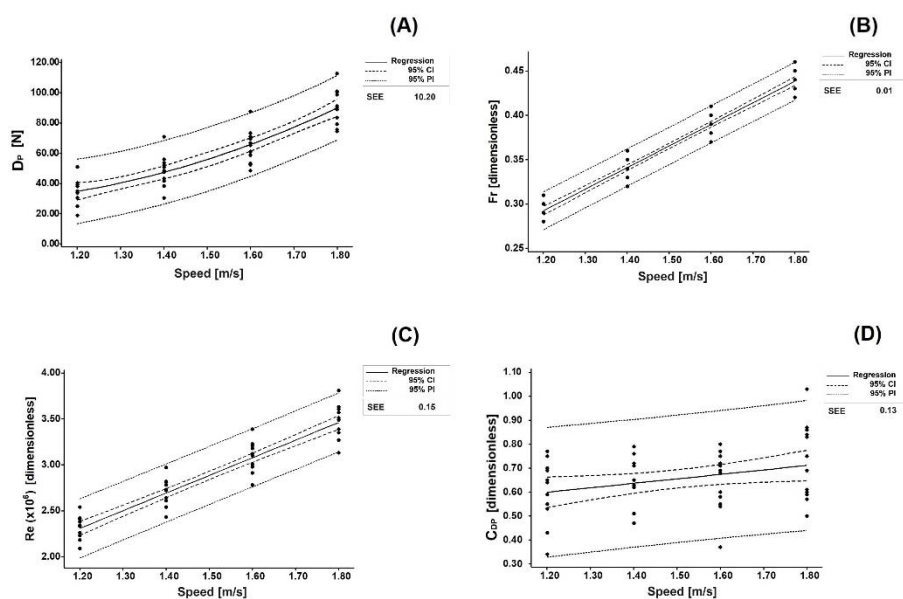 (A)
Regression
95% CI
95% PI
SEE 10.20
120.00
100.00
80.00
60.00
40.00
20.00
0.00
DP [N]
1.20 1.30 1.40 1.50 1.60 1.70 1.80
Speed [m/s]
(B)
Regression
95% CI
95% PI
SEE 0.01
0.45
0.40
0.35
0.30
0.25
Fr [dimensionless]
1.20 1.30 1.40 1.50 1.60 1.70 1.80
Speed [m/s]
(C)
Regression
95% CI
95% PI
SEE 0.15
4.00
3.50
3.00
2.50
2.00
Re (x10⁶) [dimensionless]
1.20 1.30 1.40 1.50 1.60 1.70 1.80
Speed [m/s]
(D)
Regression
95% CI
95% PI
SEE 0.13
1.10
1.00
0.90
0.80
0.70
0.60
0.50
0.40
0.30
CDP [dimensionless]
1.20 1.30 1.40 1.50 1.60 1.70 1.80
Speed [m/s]